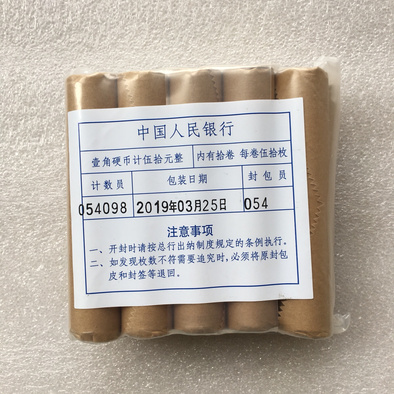 中国人民银行
壹角硬币计伍拾元整 内有拾卷 每卷伍拾枚
计数员 包装日期 封包员
054098 2019年03月25日 054
注意事项
一、开封时请按总行出纳制度规定的条例执行。
二、如发现枚数不符需要追究时,必须将原封包
皮和封签等退回。